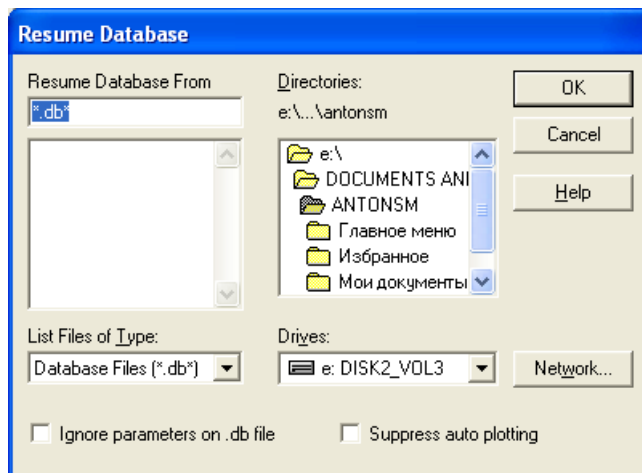 Resume Database
Resume Database From
Directories:
OK
*.db*
e:\...\antonsm
Cancel
e:\
DOCUMENTS ANI
ANTONSM
Help
Главное меню
Избранное
Мои документы
List Files of Type:
Drives:
Database Files (*.db*)
e: DISK2_VOL3
Network...
Ignore parameters on .db file
Suppress auto plotting